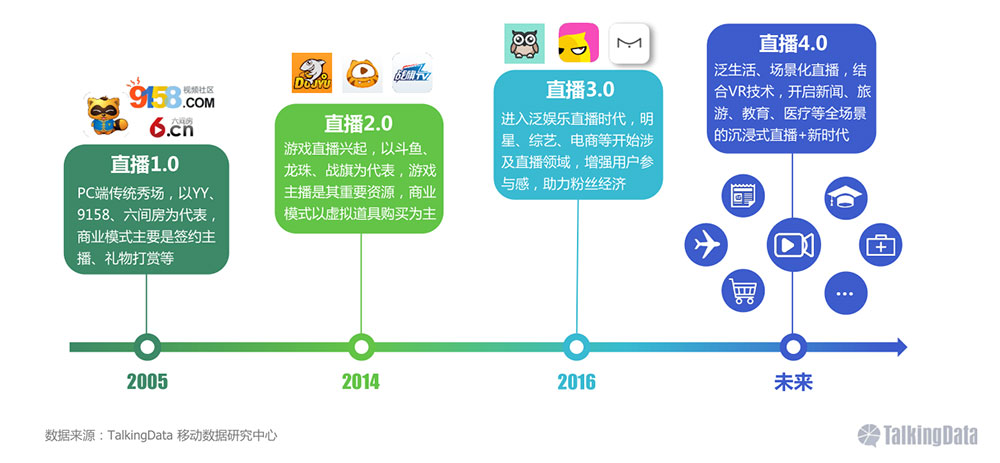 9158.COM
视频社区
六间房
6.cn
直播1.0
PC端传统秀场，以YY、
9158、六间房为代表，
商业模式主要是签约主
播、礼物打赏等
DOUYU
战旗TV
直播2.0
游戏直播兴起，以斗鱼、
龙珠、战旗为代表，游戏
主播是其重要资源，商业
模式以虚拟道具购买为主
直播3.0
进入泛娱乐直播时代，明
星、综艺、电商等开始涉
及直播领域，增强用户参
与感，助力粉丝经济
直播4.0
泛生活、场景化直播，结
合VR技术，开启新闻、旅
游、教育、医疗等全场景
的沉浸式直播+新时代
2005
2014
2016
未来
数据来源：TalkingData 移动数据研究中心
TalkingData